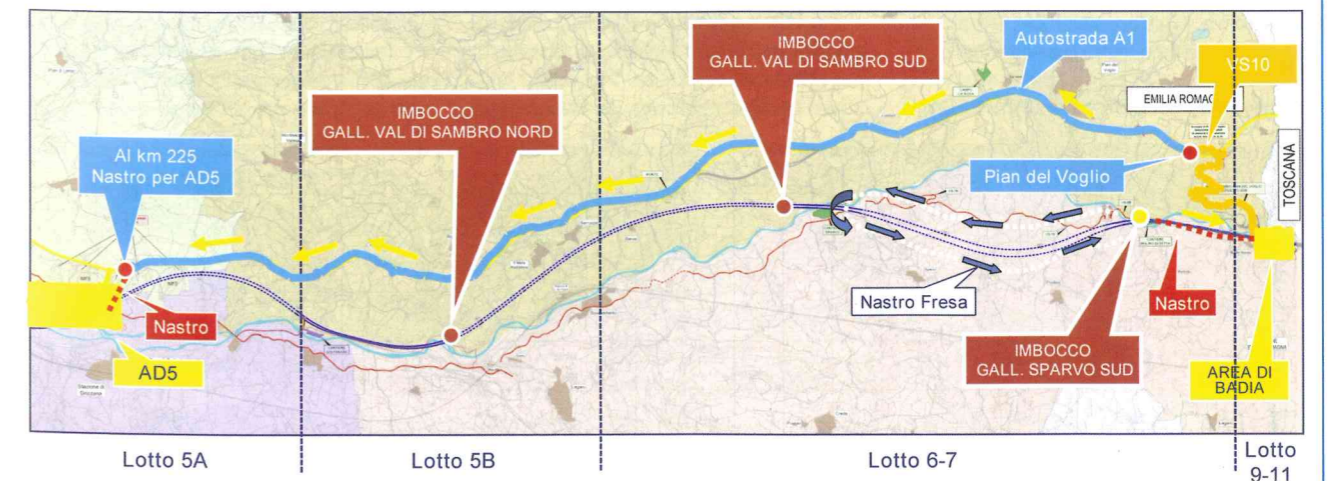 IMBOCCO
GALL. VAL DI SAMBRO SUD
Autostrada A1
VS10
EMILIA ROMAG
IMBOCCO
GALL. VAL DI SAMBRO NORD
Al km 225
Nastro per AD5
Pian del Voglio
TOSCANA
Nastro Fresa
Nastro
Nastro
IMBOCCO
GALL. SPARVO SUD
AD5
AREA DI
BADIA
Lotto 5A
Lotto 5B
Lotto 6-7
Lotto
9-11